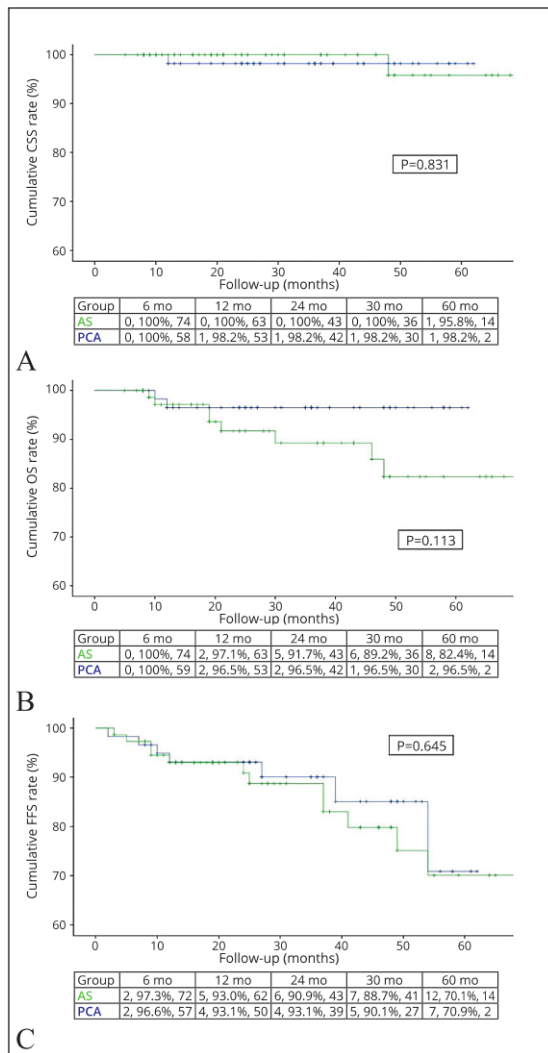 Cumulative CSS rate (%)
100
90
80
70
60
P=0.831
0 10 20 30 40 50 60
Follow-up (months)
Group 6 mo 12 mo 24 mo 30 mo 60 mo
AS 0, 100%, 74 0, 100%, 63 0, 100%, 43 0, 100%, 36 1, 95.8%, 14
PCA 0, 100%, 58 1, 98.2%, 53 1, 98.2%, 42 1, 98.2%, 30 1, 98.2%, 2
A
Cumulative OS rate (%)
100
90
80
70
60
P=0.113
0 10 20 30 40 50 60
Follow-up (months)
Group 6 mo 12 mo 24 mo 30 mo 60 mo
AS 0, 100%, 74 2, 97.1%, 63 5, 91.7%, 43 6, 89.2%, 36 8, 82.4%, 14
PCA 0, 100%, 59 2, 96.5%, 53 2, 96.5%, 42 1, 96.5%, 30 2, 96.5%, 2
B
Cumulative FFS rate (%)
100
90
80
70
60
P=0.645
0 10 20 30 40 50 60
Follow-up (months)
Group 6 mo 12 mo 24 mo 30 mo 60 mo
AS 2, 97.3%, 72 5, 93.0%, 62 6, 90.9%, 43 7, 88.7%, 41 12, 70.1%, 14
PCA 2, 96.6%, 57 4, 93.1%, 50 4, 93.1%, 39 5, 90.1%, 27 7, 70.9%, 2
C